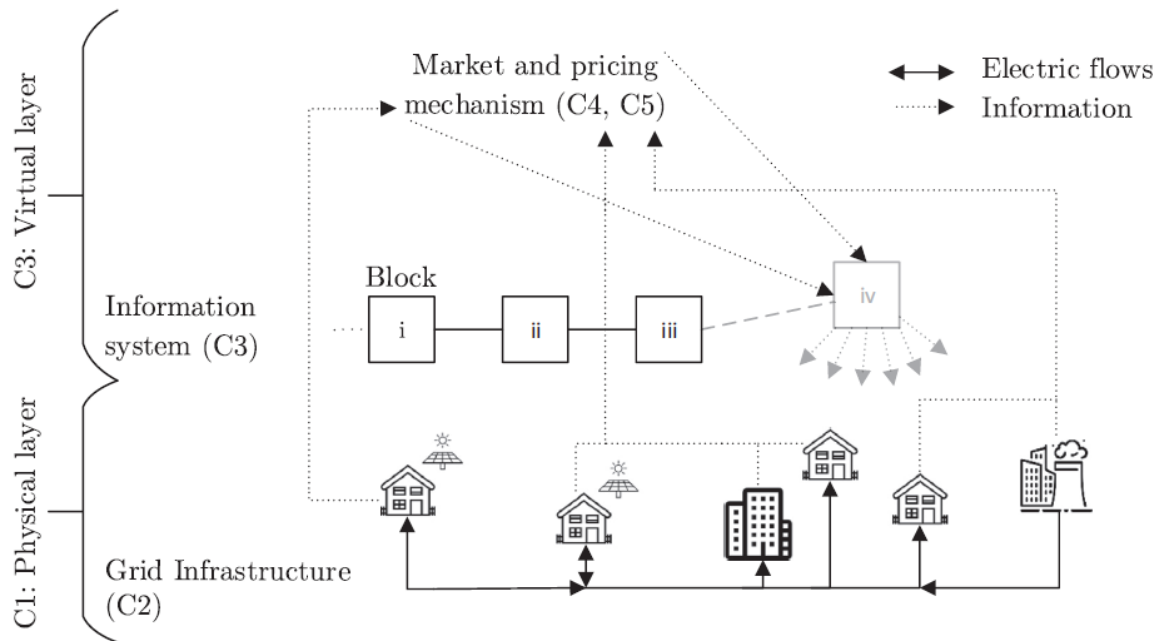 Market and pricing
mechanism (C4, C5)
Electric flows
Information
C3: Virtual layer
Block
Information
system (C3)
i
ii
iii
iv
C1: Physical layer
Grid Infrastructure
(C2)